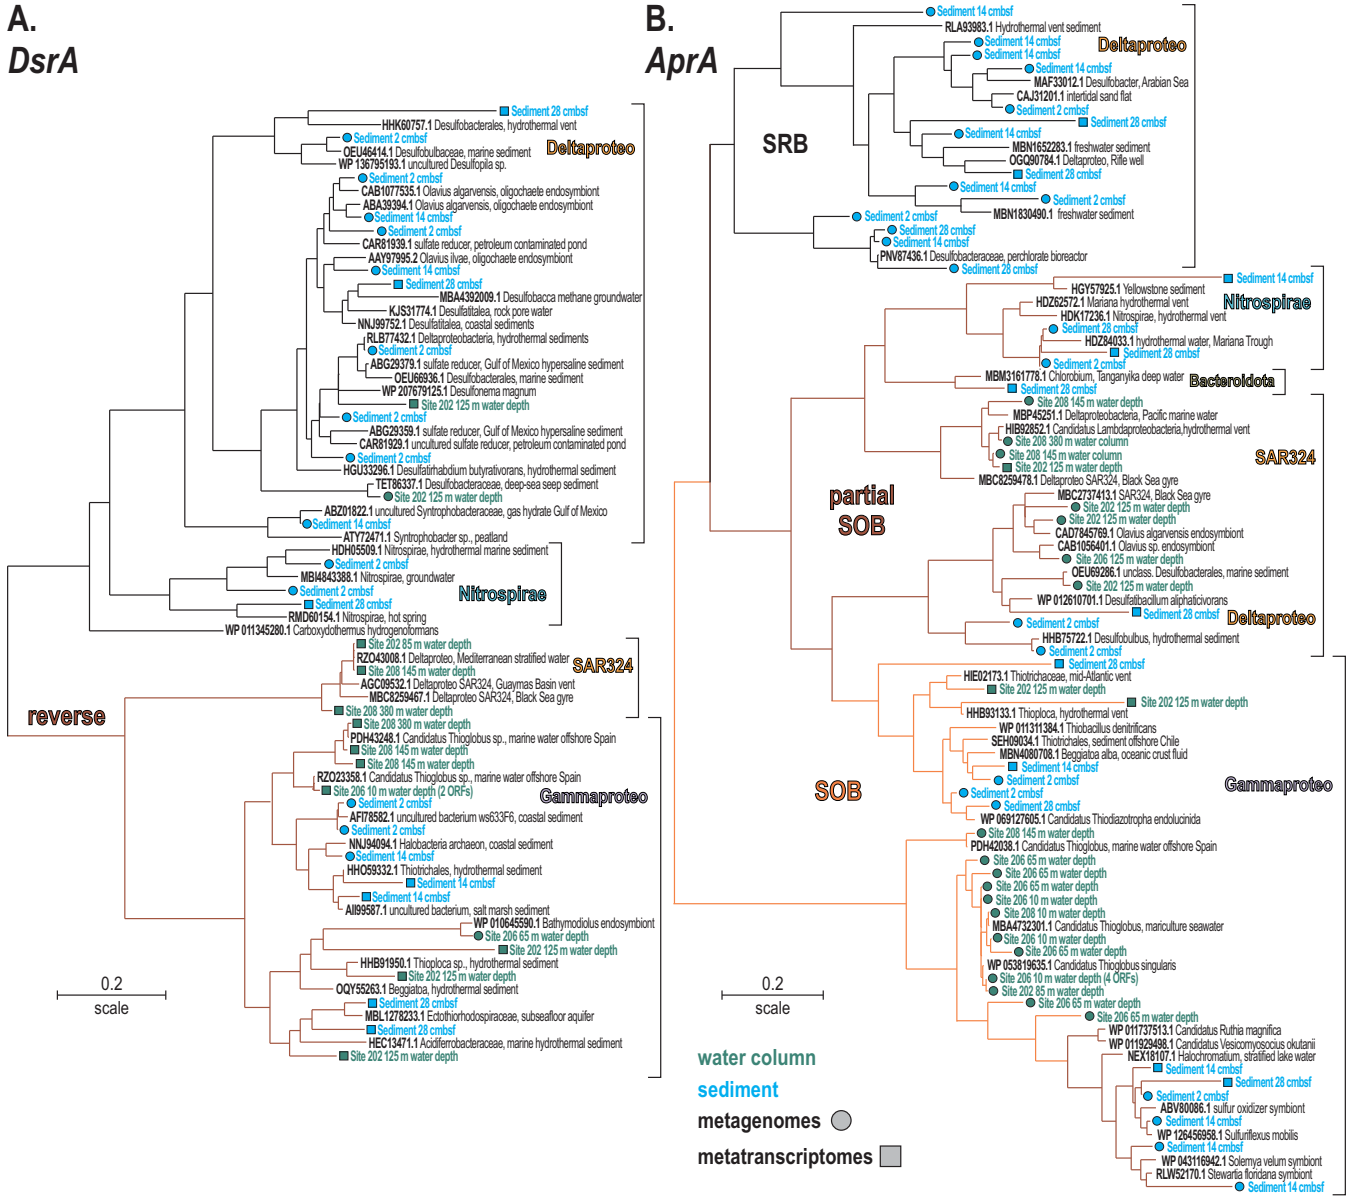 A.
DsrA
Sediment 28 cmbsf
HHK60757.1 Desulfobacterales, hydrothermal vent
Sediment 2 cmbsf
Deltaproteo
OEU46414.1 Desulfobulbaceae, marine sediment
WP 136795193.1 uncultured Desulfopila sp.
Sediment 2 cmbsf
CAB1077535.1 Olavius algarvensis, oligochaete endosymbiont
ABA39394.1 Olavius algarvensis, oligochaete endosymbiont
Sediment 14 cmbsf
Sediment 2 cmbsf
CAR81939.1 sulfate reducer, petroleum contaminated pond
AAY97995.2 Olavius ilvae, oligochaete endosymbiont
Sediment 14 cmbsf
Sediment 28 cmbsf
MBA4392009.1 Desulfobacca methane groundwater
KJS31774.1 Desulfatitalea, rock pore water
NNJ99752.1 Desulfatitalea, coastal sediments
RLB77432.1 Deltaproteobacteria, hydrothermal sediments
Sediment 2 cmbsf
ABG29379.1 sulfate reducer, Gulf of Mexico hypersaline sediment
OEU66936.1 Desulfobacterales, marine sediment
WP 207679125.1 Desulfonema magnum
Site 202 125 m water depth
Sediment 2 cmbsf
ABG29359.1 sulfate reducer, Gulf of Mexico hypersaline sediment
CAR81929.1 uncultured sulfate reducer, petroleum contaminated pond
Sediment 2 cmbsf
HGU33296.1 Desulfatirhabdium butyrativorans, hydrothermal sediment
TET86337.1 Desulfobacteraceae, deep-sea seep sediment
Site 202 125 m water depth
ABZ01822.1 uncultured Syntrophobacteraceae, gas hydrate Gulf of Mexico
Sediment 14 cmbsf
ATY72471.1 Syntrophobacter sp., peatland
HDH05509.1 Nitrospirae, hydrothermal marine sediment
Sediment 2 cmbsf
MBI4843388.1 Nitrospirae, groundwater
Sediment 2 cmbsf
Nitrospirae
Sediment 28 cmbsf
RMD60154.1 Nitrospirae, hot spring
WP 011345280.1 Carboxydothermus hydrogenoformans
Site 202 85 m water depth
RZO43008.1 Deltaproteo, Mediterranean stratified water
SAR324
Site 208 145 m water depth
AGC09532.1 Deltaproteo SAR324, Guaymas Basin vent
MBC8259467.1 Deltaproteo SAR324, Black Sea gyre
Site 208 380 m water depth
reverse
Site 208 380 m water depth
PDH43248.1 Candidatus Thioglobus sp., marine water offshore Spain
Site 208 145 m water depth
Site 208 145 m water depth
RZO23358.1 Candidatus Thioglobus sp., marine water offshore Spain
Site 206 10 m water depth (2 ORFs)
Gammaproteo
Sediment 2 cmbsf
AFI78582.1 uncultured bacterium ws633F6, coastal sediment
Sediment 2 cmbsf
NNJ94094.1 Halobacteria archaeon, coastal sediment
Sediment 14 cmbsf
HHO59332.1 Thiotrichales, hydrothermal sediment
Sediment 14 cmbsf
Sediment 14 cmbsf
AII99587.1 uncultured bacterium, salt marsh sediment
WP 010645590.1 Bathymodiolus endosymbiont
Site 206 65 m water depth
Site 202 125 m water depth
HHB91950.1 Thioploca sp., hydrothermal sediment
Site 202 125 m water depth
OQY55263.1 Beggiatoa, hydrothermal sediment
Sediment 28 cmbsf
MBL1278233.1 Ectothiorhodospiraceae, subseafloor aquifer
Sediment 28 cmbsf
HEC13471.1 Acidiferrobacteraceae, marine hydrothermal sediment
Site 202 125 m water depth
0.2
scale
B.
AprA
Sediment 14 cmbsf
RLA93983.1 Hydrothermal vent sediment
Sediment 14 cmbsf
Deltaproteo
Sediment 14 cmbsf
Sediment 14 cmbsf
MAF33012.1 Desulfobacter, Arabian Sea
CAJ31201.1 intertidal sand flat
Sediment 2 cmbsf
Sediment 28 cmbsf
Sediment 14 cmbsf
SRB
MBN1652283.1 freshwater sediment
OGQ90784.1 Deltaproteo, Rifle well
Sediment 28 cmbsf
Sediment 14 cmbsf
Sediment 2 cmbsf
MBN1830490.1 freshwater sediment
Sediment 2 cmbsf
Sediment 28 cmbsf
Sediment 14 cmbsf
PNV87436.1 Desulfobacteraceae, perchlorate bioreactor
Sediment 28 cmbsf
Sediment 14 cmbsf
HGY57925.1 Yellowstone sediment
Nitrospirae
HDZ62572.1 Mariana hydrothermal vent
HDK17236.1 Nitrospirae, hydrothermal vent
Sediment 28 cmbsf
HDZ84033.1 hydrothermal water, Mariana Trough
Sediment 28 cmbsf
Sediment 2 cmbsf
MBM3161778.1 Chlorobium, Tanganyika deep water
Bacteroidota
Sediment 28 cmbsf
Site 208 145 m water depth
MBP45251.1 Deltaproteobacteria, Pacific marine water
HIB92852.1 Candidatus Lambdaproteobacteria,hydrothermal vent
Site 208 380 m water column
Site 208 145 m water column
SAR324
Site 202 125 m water depth
MBC8259478.1 Deltaproteo SAR324, Black Sea gyre
partial
SOB
MBC2737413.1 SAR324, Black Sea gyre
Site 202 125 m water depth
Site 202 125 m water depth
CAD7845769.1 Olavius algarvensis endosymbiont
CAB1056401.1 Olavius sp. endosymbiont
Site 206 125 m water depth
OEU69286.1 unclass. Desulfobacterales, marine sediment
Site 202 125 m water depth
WP 012610701.1 Desulfatibacillum aliphaticivorans
Sediment 28 cmbsf
Deltaproteo
Sediment 2 cmbsf
HHB75722.1 Desulfobulbus, hydrothermal sediment
Sediment 2 cmbsf
Sediment 28 cmbsf
HIE02173.1 Thiotrichaceae, mid-Atlantic vent
Site 202 125 m water depth
Site 202 125 m water depth
HHB93133.1 Thioploca, hydrothermal vent
WP 011311384.1 Thiobacillus denitrificans
SEH09034.1 Thiotrichales, sediment offshore Chile
MBN4080708.1 Beggiatoa alba, oceanic crust fluid
Sediment 14 cmbsf
Sediment 2 cmbsf
Gammaproteo
SOB
Sediment 2 cmbsf
Sediment 28 cmbsf
WP 069127605.1 Candidatus Thiodiazotropha endolucinida
Site 208 145 m water depth
PDH42038.1 Candidatus Thioglobus, marine water offshore Spain
Site 206 65 m water depth
Site 206 65 m water depth
Site 206 65 m water depth
Site 206 10 m water depth
Site 208 10 m water depth
MBA4732301.1 Candidatus Thioglobus, mariculture seawater
Site 206 10 m water depth
Site 206 65 m water depth
WP 053819635.1 Candidatus Thioglobus singularis
Site 206 10 m water depth (4 ORFs)
Site 202 85 m water depth
Site 206 65 m water depth
Site 206 65 m water depth
WP 011737513.1 Candidatus Ruthia magnifica
WP 011929498.1 Candidatus Vesicomyosocius okutanii
NEX18107.1 Halochromatium, stratified lake water
Sediment 14 cmbsf
Sediment 28 cmbsf
Sediment 2 cmbsf
ABV80086.1 sulfur oxidizer symbiont
Sediment 14 cmbsf
WP 126456958.1 Sulfuriflexus mobilis
Sediment 14 cmbsf
WP 043116942.1 Solemya velum symbiont
RLW52170.1 Stewartia floridana symbiont
Sediment 14 cmbsf
0.2
scale
water column
sediment
metagenomes
metatranscriptomes